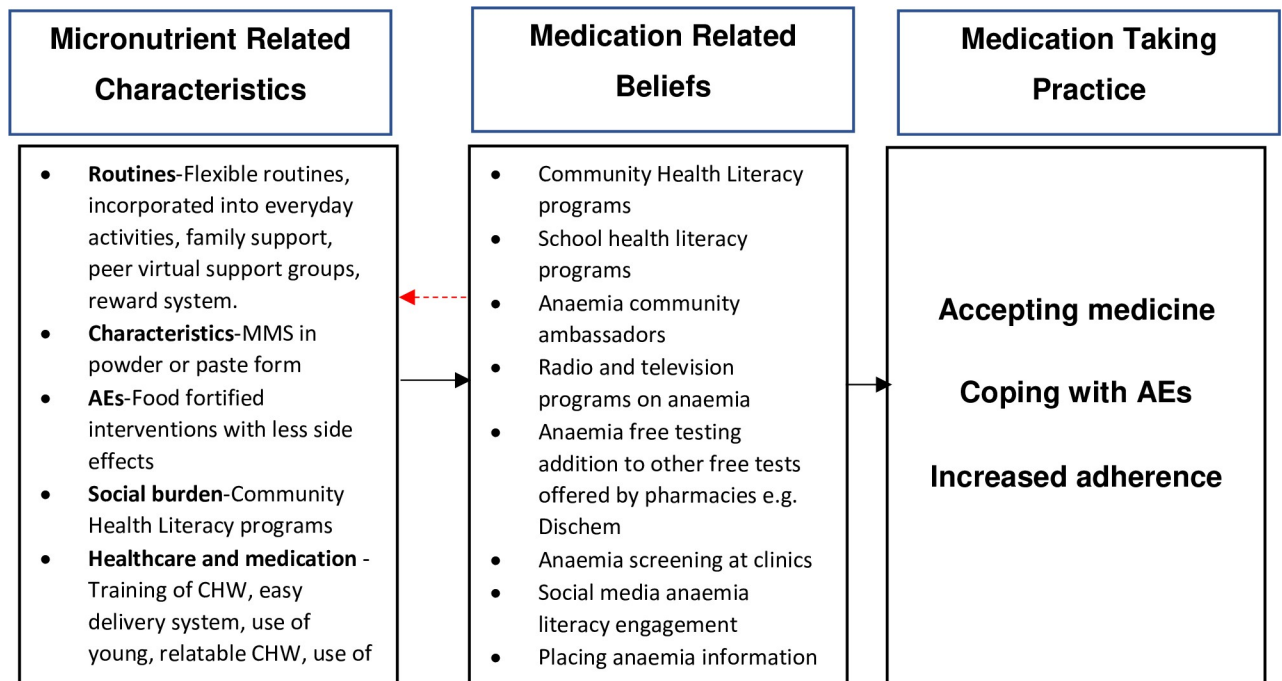 Micronutrient Related
Characteristics
Medication Related
Beliefs
Medication Taking
Practice
• Routines-Flexible routines,
incorporated into everyday
activities, family support,
peer virtual support groups,
reward system.
• Characteristics-MMS in
powder or paste form
• AEs-Food fortified
interventions with less side
effects
• Social burden-Community
Health Literacy programs
• Healthcare and medication -
Training of CHW, easy
delivery system, use of
young, relatable CHW, use of
• Community Health Literacy
programs
• School health literacy
programs
• Anaemia community
ambassadors
• Radio and television
programs on anaemia
• Anaemia free testing
addition to other free tests
offered by pharmacies e.g.
Dischem
• Anaemia screening at clinics
• Social media anaemia
literacy engagement
• Placing anaemia information
Accepting medicine
Coping with AEs
Increased adherence